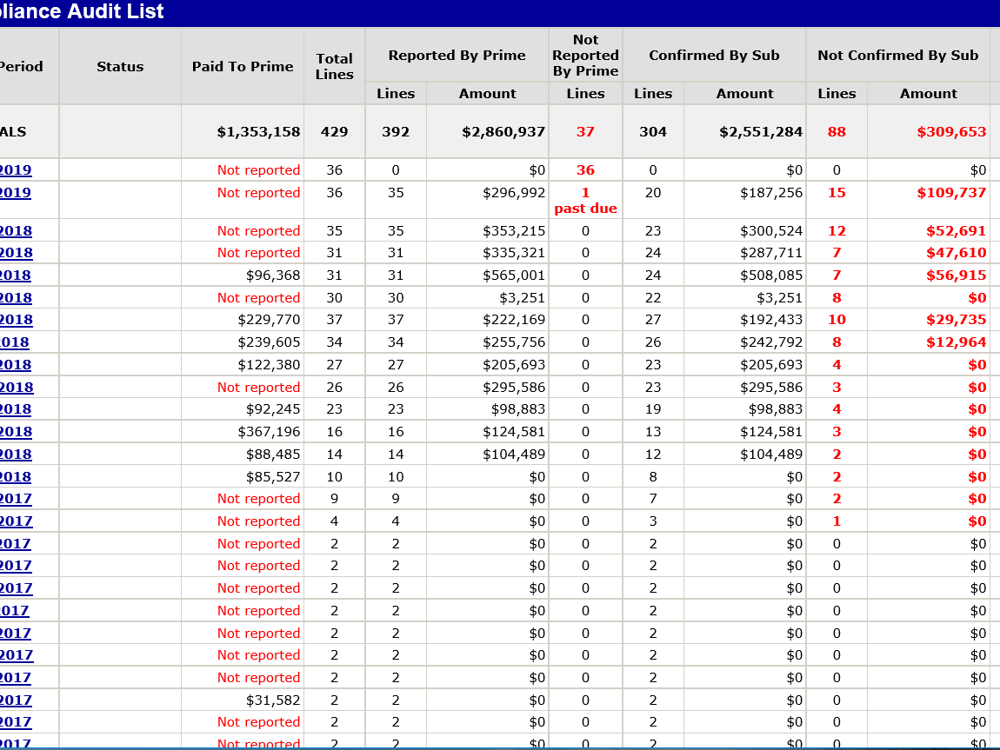 pliance Audit List
Period Status Paid To Prime Total Lines Reported By Prime Not Reported By Prime Confirmed By Sub Not Confirmed By Sub
Lines Amount Lines Lines Amount Lines Amount
ALS $1,353,158 429 392 $2,860,937 37 304 $2,551,284 88 $309,653
2019 Not reported 36 0 $0 36 0 $0 0 $0
2019 Not reported 36 35 $296,992 1 past due 20 $187,256 15 $109,737
2018 Not reported 35 35 $353,215 0 23 $300,524 12 $52,691
2018 Not reported 31 31 $335,321 0 24 $287,711 7 $47,610
2018 $96,368 31 31 $565,001 0 24 $508,085 7 $56,915
2018 Not reported 30 30 $3,251 0 22 $3,251 8 $0
2018 $229,770 37 37 $222,169 0 27 $192,433 10 $29,735
2018 $239,605 34 34 $255,756 0 26 $242,792 8 $12,964
2018 $122,380 27 27 $205,693 0 23 $205,693 4 $0
2018 Not reported 26 26 $295,586 0 23 $295,586 3 $0
2018 $92,245 23 23 $98,883 0 19 $98,883 4 $0
2018 $367,196 16 16 $124,581 0 13 $124,581 3 $0
2018 $88,485 14 14 $104,489 0 12 $104,489 2 $0
2018 $85,527 10 10 $0 0 8 $0 2 $0
2017 Not reported 9 9 $0 0 7 $0 2 $0
2017 Not reported 4 4 $0 0 3 $0 1 $0
2017 Not reported 2 2 $0 0 2 $0 0 $0
2017 Not reported 2 2 $0 0 2 $0 0 $0
2017 Not reported 2 2 $0 0 2 $0 0 $0
2017 Not reported 2 2 $0 0 2 $0 0 $0
2017 Not reported 2 2 $0 0 2 $0 0 $0
2017 Not reported 2 2 $0 0 2 $0 0 $0
2017 Not reported 2 2 $0 0 2 $0 0 $0
2017 $31,582 2 2 $0 0 2 $0 0 $0
2017 Not reported 2 2 $0 0 2 $0 0 $0
2017 Not reported 2 2 $0 0 2 $0 0 $0